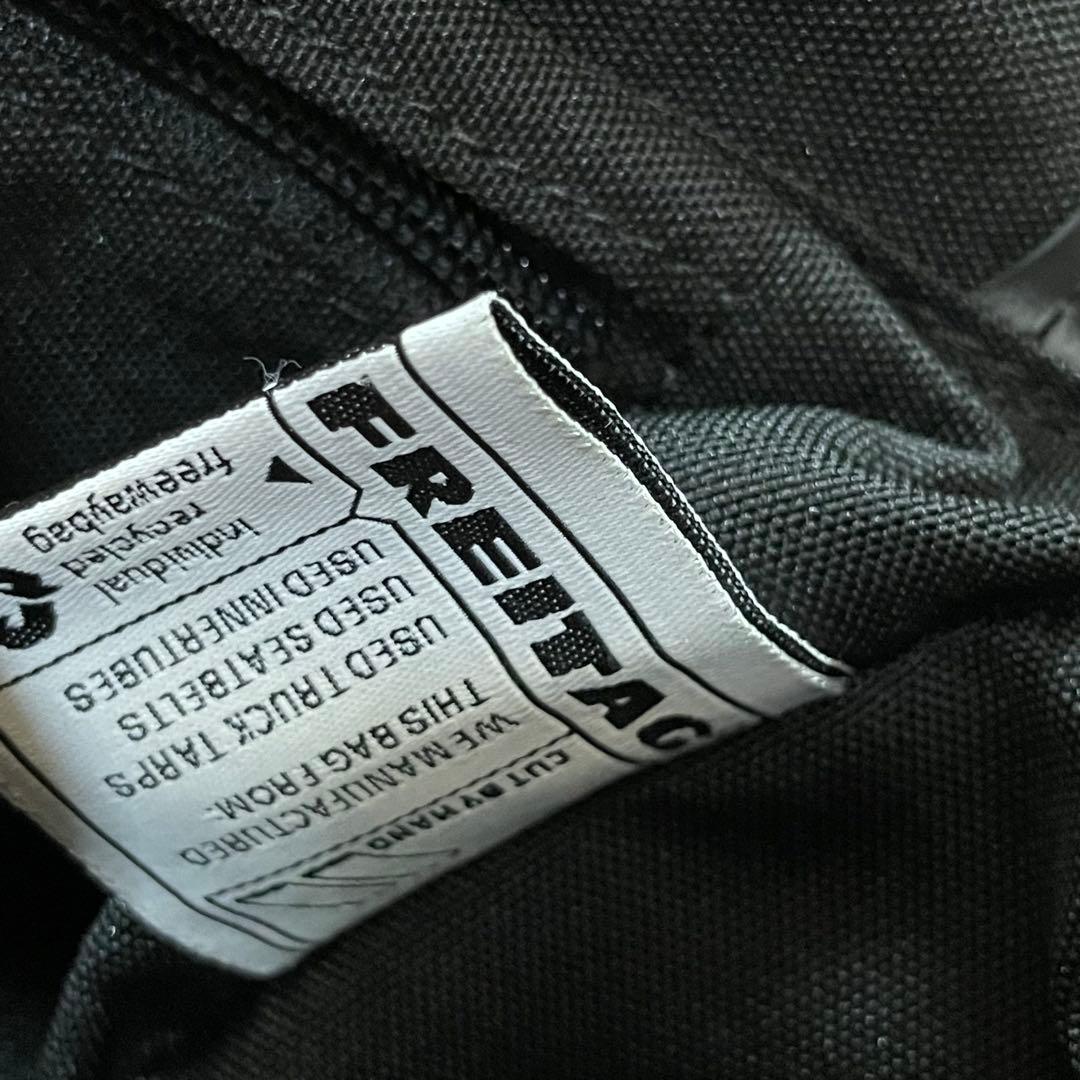 FREITAG
individual
recycled
freewaybag
CUT BY HAND
WE MANUFACTURED
THIS BAG FROM:
USED TRUCK TARPS
USED SEATBELTS
USED INNERTUBES